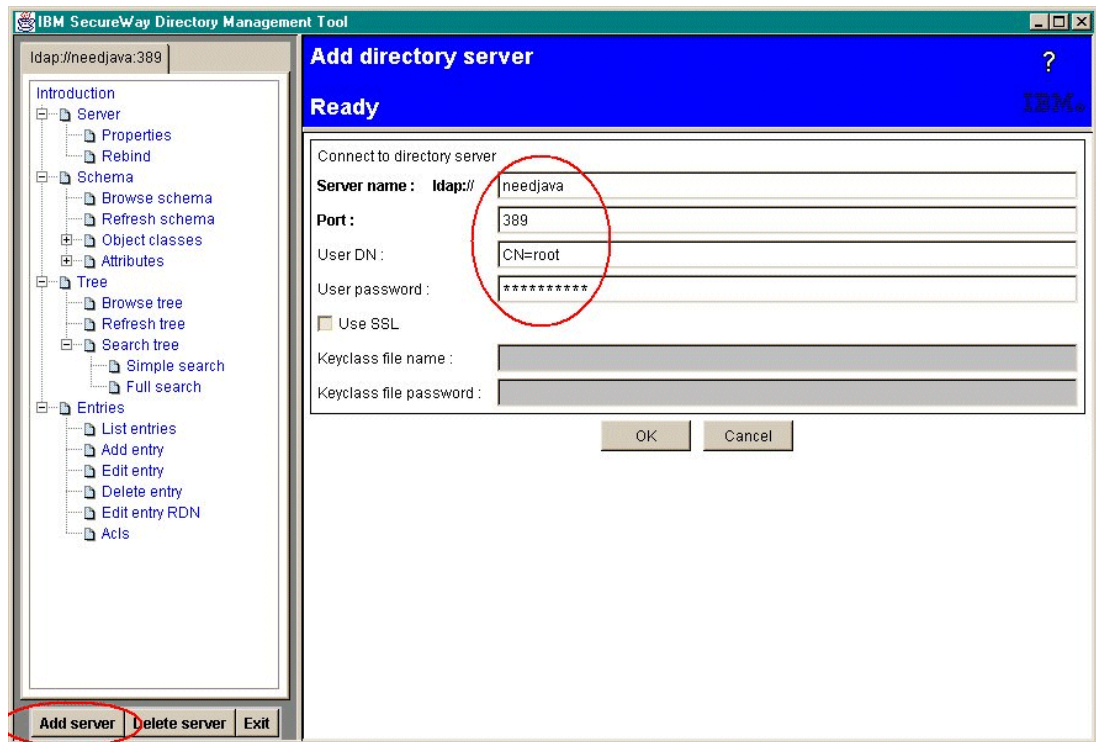 IBM SecureWay Directory Management Tool
ldap://needjava:389
Introduction
Server
Properties
Rebind
Schema
Browse schema
Refresh schema
Object classes
Attributes
Tree
Browse tree
Refresh tree
Search tree
Simple search
Full search
Entries
List entries
Add entry
Edit entry
Delete entry
Edit entry RDN
Acls
Add server
Delete server
Exit
Add directory server
?
Ready
IBM®
Connect to directory server
Server name : ldap:// needjava
Port : 389
User DN : CN=root
User password : **********
Use SSL
Keyclass file name :
Keyclass file password :
OK
Cancel